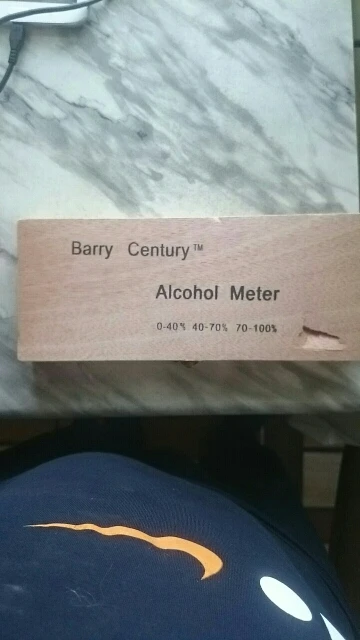 Barry Century™
Alcohol Meter
0-40% 40-70% 70-100%